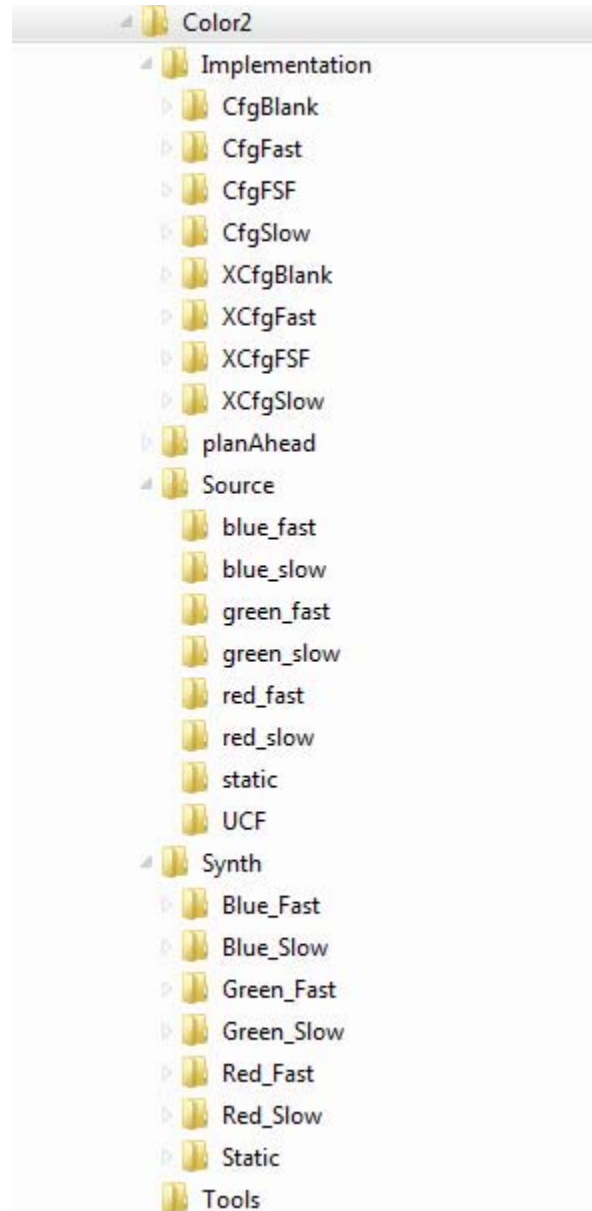 Color2
Implementation
CfgBlank
CfgFast
CfgFSF
CfgSlow
XCfgBlank
XCfgFast
XCfgFSF
XCfgSlow
planAhead
Source
blue_fast
blue_slow
green_fast
green_slow
red_fast
red_slow
static
UCF
Synth
Blue_Fast
Blue_Slow
Green_Fast
Green_Slow
Red_Fast
Red_Slow
Static
Tools